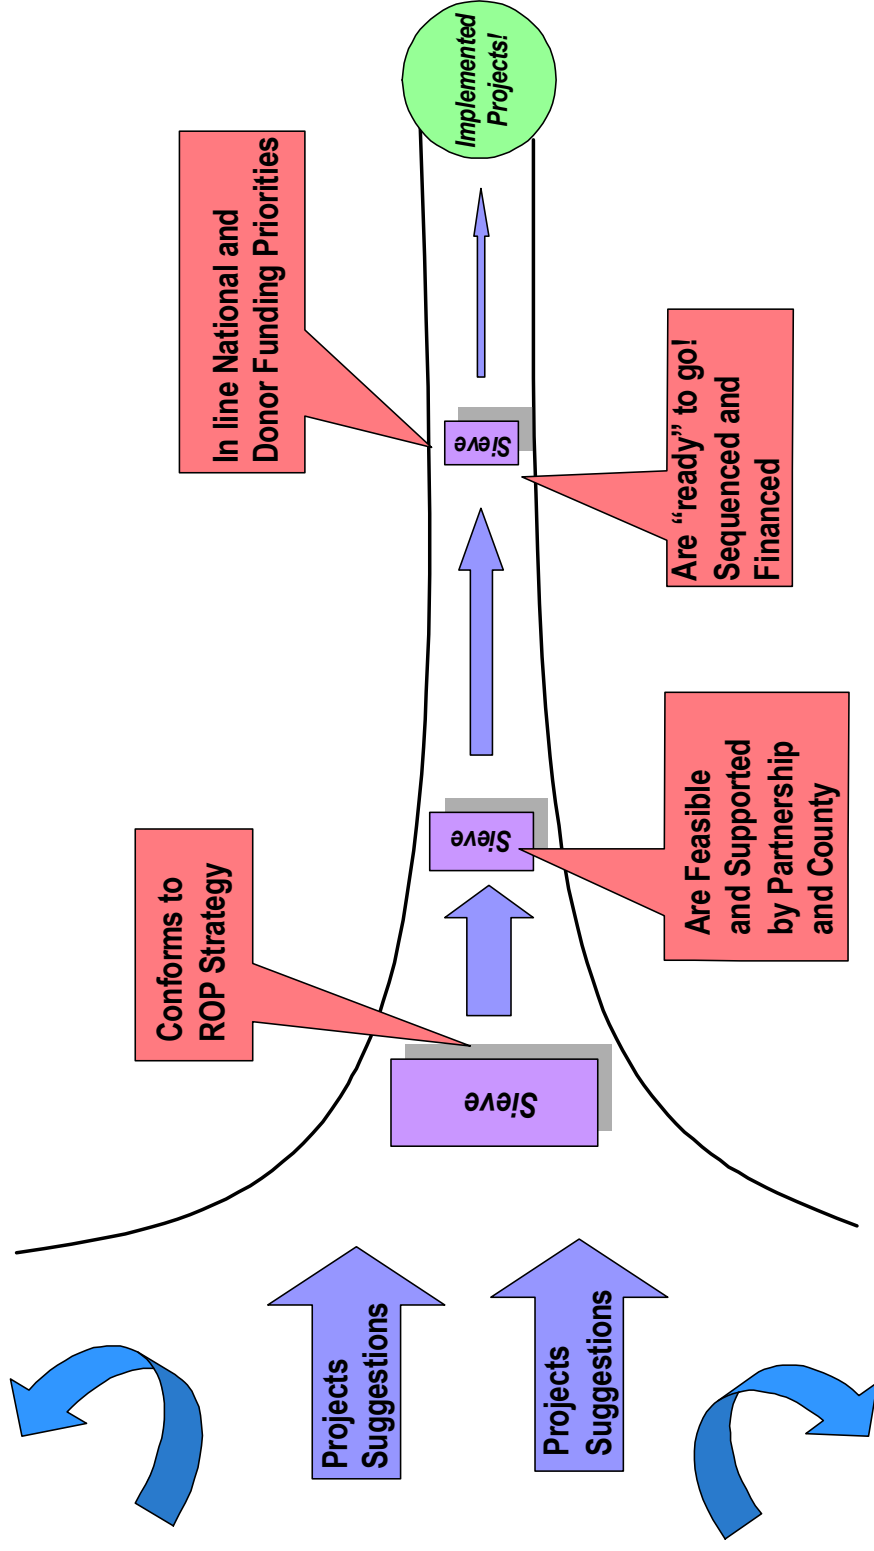 Projects
Suggestions
Projects
Suggestions
Sieve
Conforms to
ROP Strategy
Sieve
Are Feasible
and Supported
by Partnership
and County
Sieve
In line National and
Donor Funding Priorities
Are “ready” to go!
Sequenced and
Financed
Implemented
Projects!